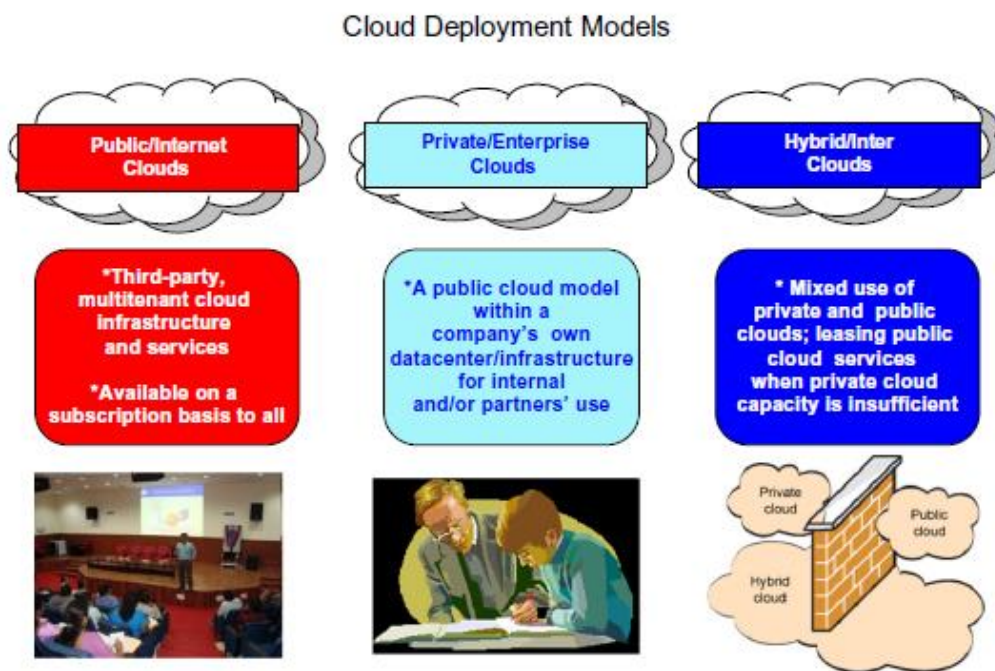 Cloud Deployment Models
Public/Internet
Clouds
Private/Enterprise
Clouds
Hybrid/Inter
Clouds
*Third-party,
multitenant cloud
infrastructure
and services
*Available on a
subscription basis to all
*A public cloud model
within a
company's own
datacenter/infrastructure
for internal
and/or partners' use
* Mixed use of
private and public
clouds; leasing public
cloud services
when private cloud
capacity is insufficient
Private
cloud
Public
cloud
Hybrid
cloud